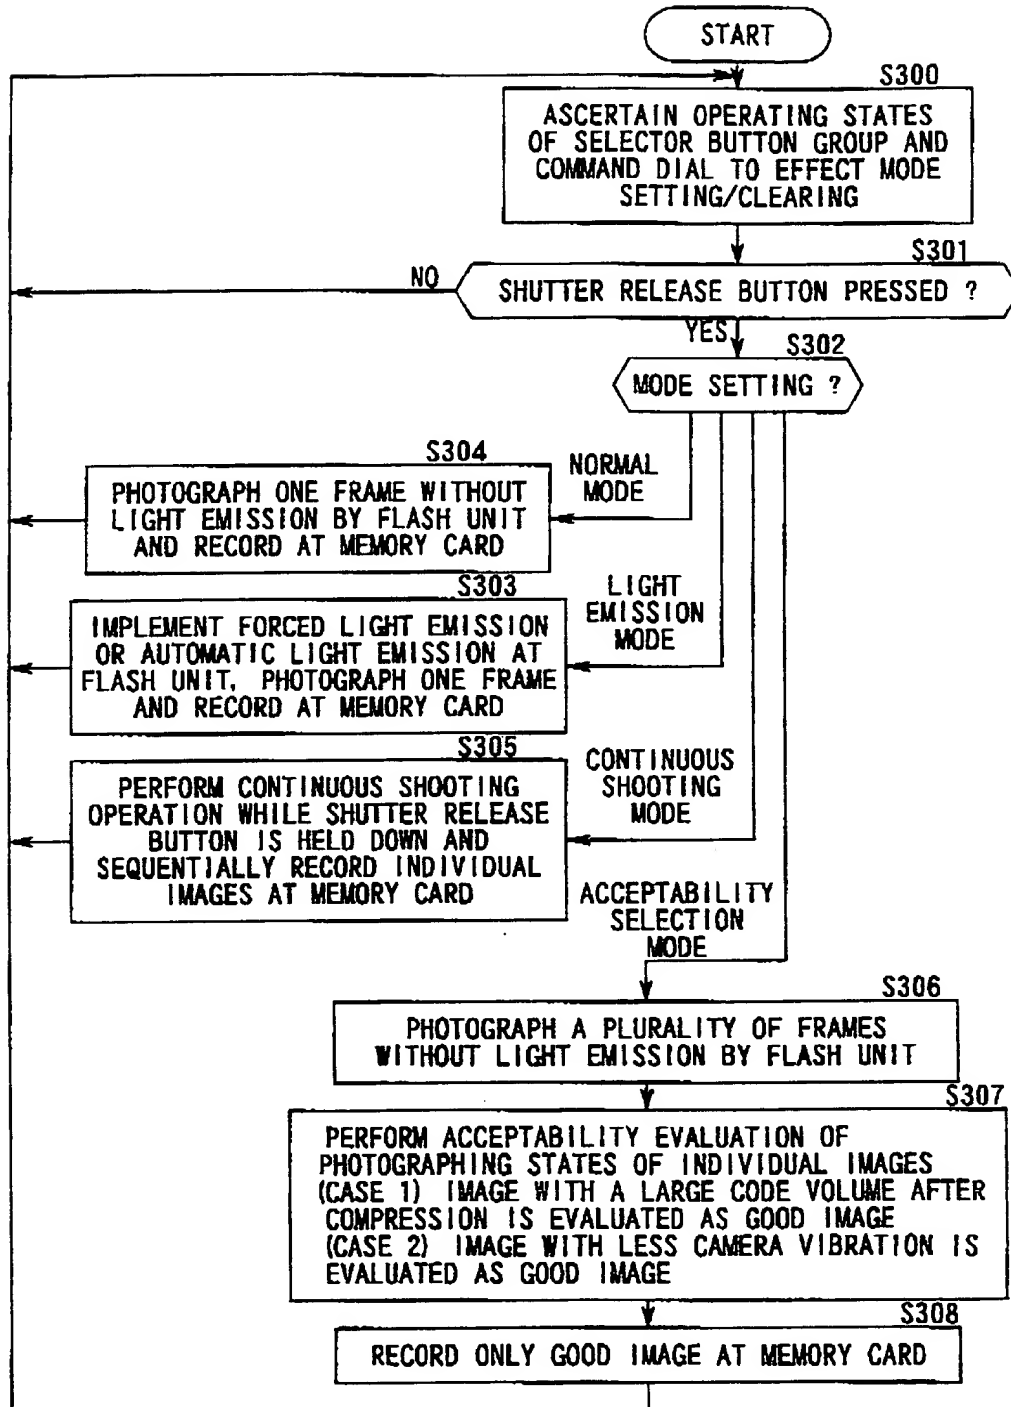 START
S300
ASCERTAIN OPERATING STATES
OF SELECTOR BUTTON GROUP AND
COMMAND DIAL TO EFFECT MODE
SETTING/CLEARING
S301
NO
SHUTTER RELEASE BUTTON PRESSED ?
YES
S302
MODE SETTING ?
S304
NORMAL
MODE
PHOTOGRAPH ONE FRAME WITHOUT
LIGHT EMISSION BY FLASH UNIT
AND RECORD AT MEMORY CARD
S303
LIGHT
EMISSION
MODE
IMPLEMENT FORCED LIGHT EMISSION
OR AUTOMATIC LIGHT EMISSION AT
FLASH UNIT, PHOTOGRAPH ONE FRAME
AND RECORD AT MEMORY CARD
S305
CONTINUOUS
SHOOTING
MODE
PERFORM CONTINUOUS SHOOTING
OPERATION WHILE SHUTTER RELEASE
BUTTON IS HELD DOWN AND
SEQUENTIALLY RECORD INDIVIDUAL
IMAGES AT MEMORY CARD
ACCEPTABILITY
SELECTION
MODE
S306
PHOTOGRAPH A PLURALITY OF FRAMES
WITHOUT LIGHT EMISSION BY FLASH UNIT
S307
PERFORM ACCEPTABILITY EVALUATION OF
PHOTOGRAPHING STATES OF INDIVIDUAL IMAGES
(CASE 1) IMAGE WITH A LARGE CODE VOLUME AFTER
COMPRESSION IS EVALUATED AS GOOD IMAGE
(CASE 2) IMAGE WITH LESS CAMERA VIBRATION IS
EVALUATED AS GOOD IMAGE
S308
RECORD ONLY GOOD IMAGE AT MEMORY CARD